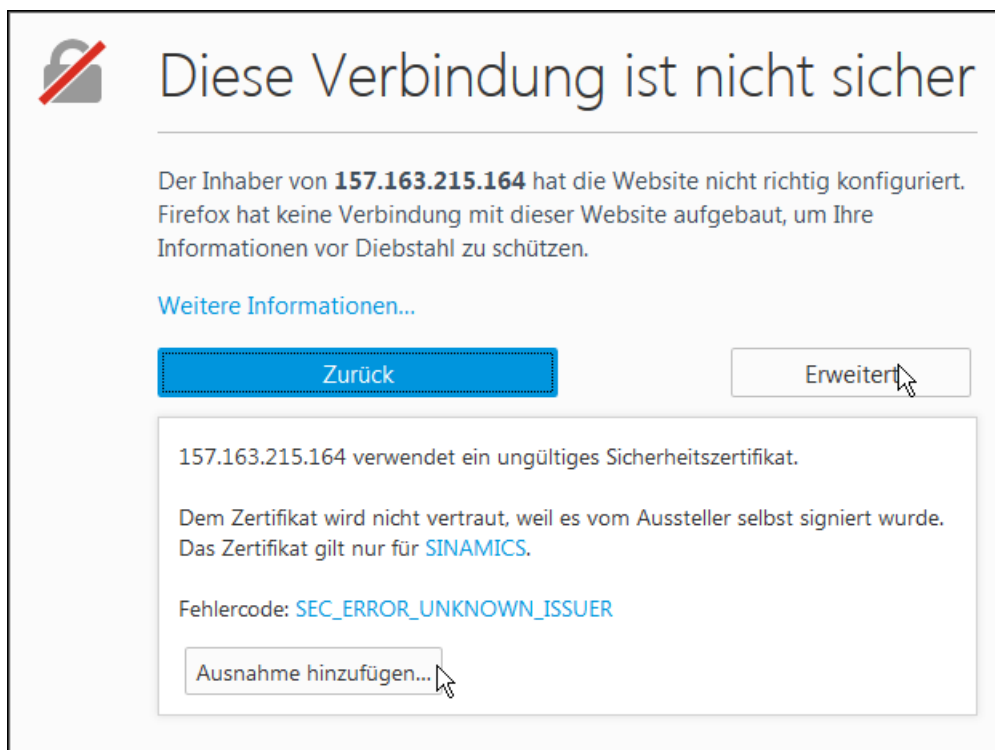 Diese Verbindung ist nicht sicher
Der Inhaber von 157.163.215.164 hat die Website nicht richtig konfiguriert.
Firefox hat keine Verbindung mit dieser Website aufgebaut, um Ihre
Informationen vor Diebstahl zu schützen.
Weitere Informationen...
Zurück
Erweitert
157.163.215.164 verwendet ein ungültiges Sicherheitszertifikat.
Dem Zertifikat wird nicht vertraut, weil es vom Aussteller selbst signiert wurde.
Das Zertifikat gilt nur für SINAMICS.
Fehlercode: SEC_ERROR_UNKNOWN_ISSUER
Ausnahme hinzufügen...